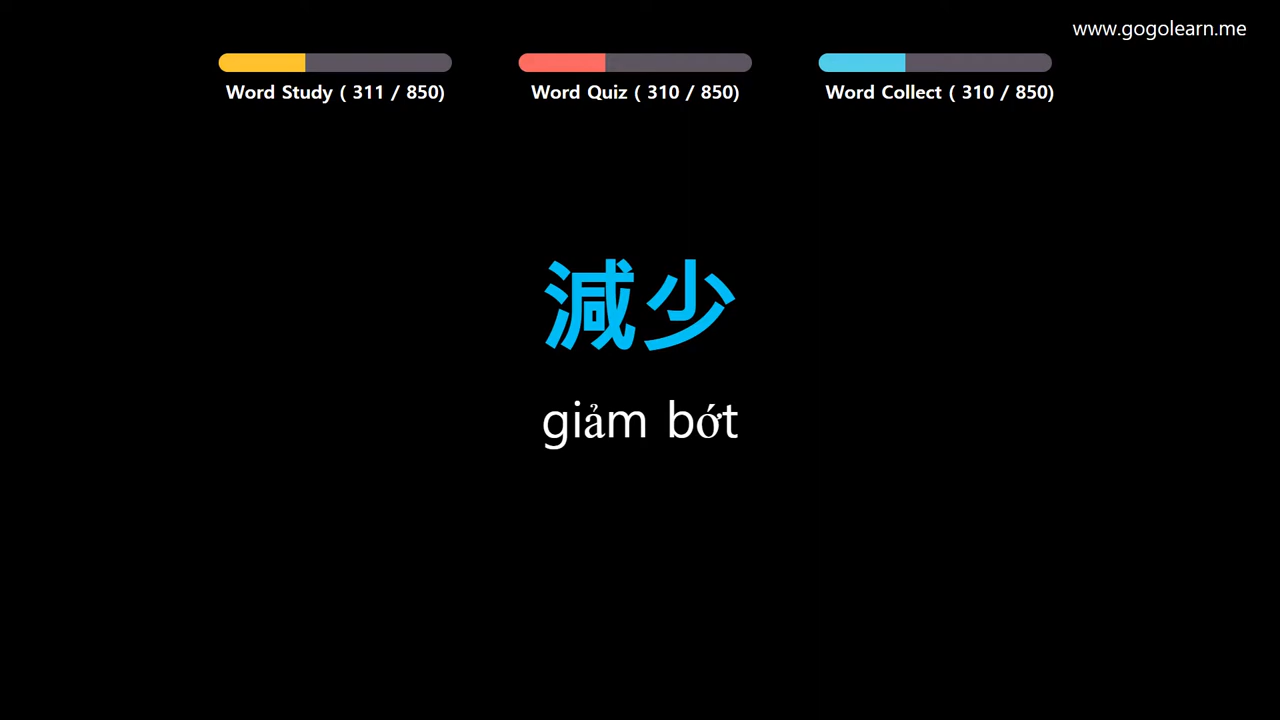 www.gogolearn.me
Word Study ( 311 / 850)
Word Quiz ( 310 / 850)
Word Collect ( 310 / 850)
減少
giảm bớt